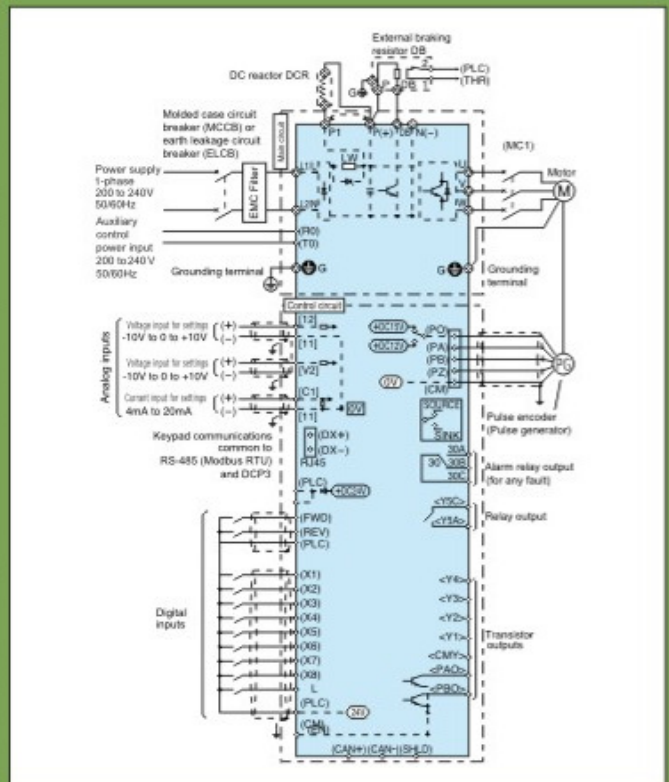 External braking
resistor DB
DC reactor DCR
2
(PLC)
(THR)
G
P
DB
1
Molded case circuit
breaker (MCCB) or
earth leakage circuit
breaker (ELCB)
Main circuit
P1
P(+)
DB
N(-)
(MC1)
Power supply
1-phase
200 to 240V
50/60Hz
EMC Filter
LW
U
V
W
Motor
M
Auxiliary
control
power input
200 to 240V
50/60Hz
(R0)
(T0)
Grounding terminal
G
G
Grounding
terminal
Control circuit
Analog inputs
Voltage input for settings
-10V to 0 to +10V
(+)
(−)
[12]
[11]
Voltage input for settings
-10V to 0 to +10V
(+)
(−)
[V2]
Current input for settings
4mA to 20mA
(+)
(−)
[C1]
[11]
+DC15V
+DC12V
0V
0V
(PO)
(PA)
(PB)
(PZ)
(CM)
PG
Pulse encoder
(Pulse generator)
SOURCE
SINK
Keypad communications
common to
RS-485 (Modbus RTU)
and DCP3
(DX+)
(DX−)
RJ45
30
30A
30B
30C
Alarm relay output
(for any fault)
(PLC)
+DC24V
<Y5C>
<Y5A>
Relay output
Digital
inputs
(FWD)
(REV)
(PLC)
(X1)
(X2)
(X3)
(X4)
(X5)
(X6)
(X7)
(X8)
L
(PLC)
24V
(CM)
(EN)
<Y4>
<Y3>
<Y2>
<Y1>
<CMY>
<PAO>
<PBO>
Transistor
outputs
(CAN+) (CAN−) (SHLD)